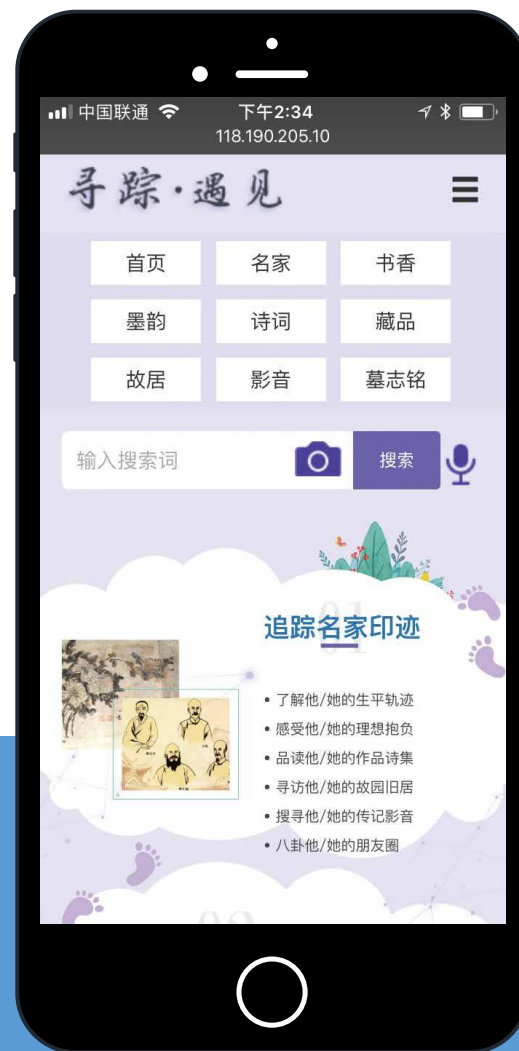 中国联通 下午2:34
118.190.205.10
寻踪·遇见
首页 名家 书香
墨韵 诗词 藏品
故居 影音 墓志铭
输入搜索词 搜索
01
追踪名家印迹
• 了解他/她的生平轨迹
• 感受他/她的理想抱负
• 品读他/她的作品诗集
• 寻访他/她的故园旧居
• 搜寻他/她的传记影音
• 八卦他/她的朋友圈